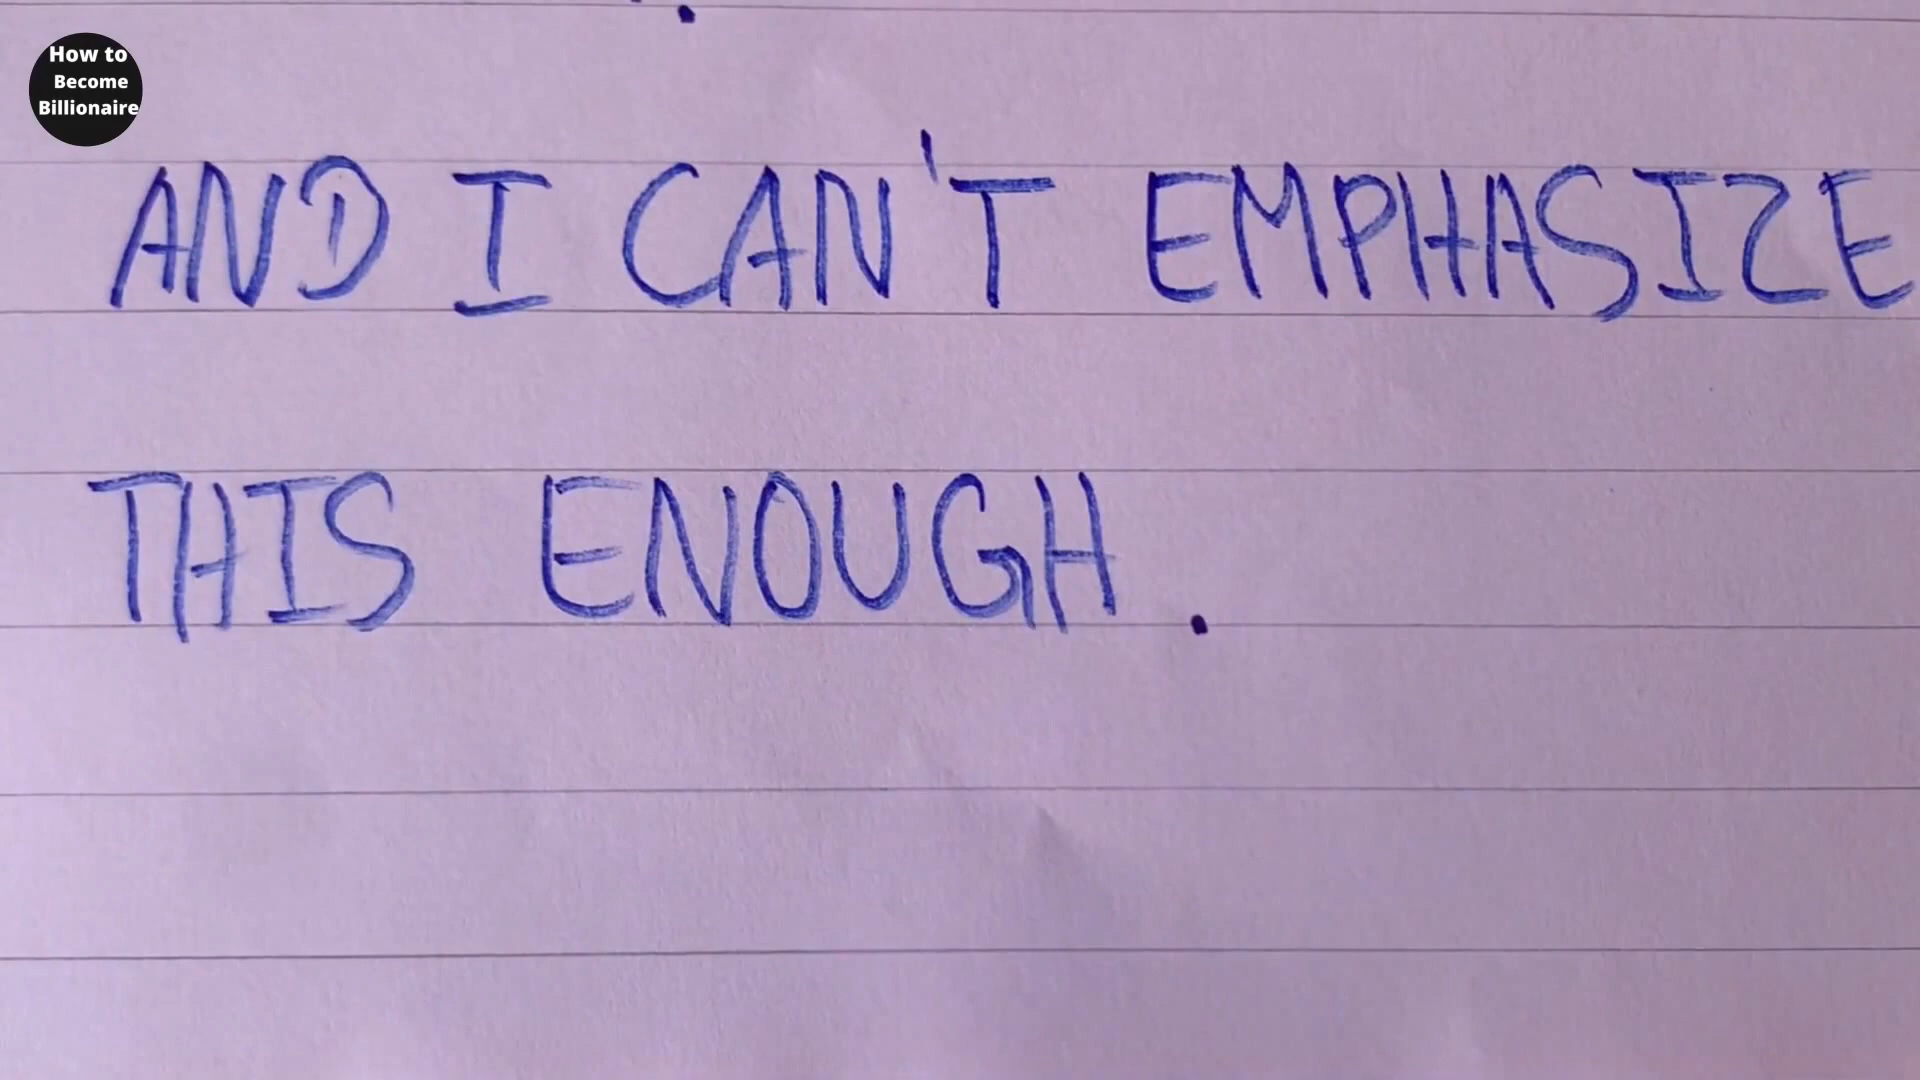 How to
Become
Billionaire
AND I CAN'T EMPHASIZE
THIS ENOUGH.